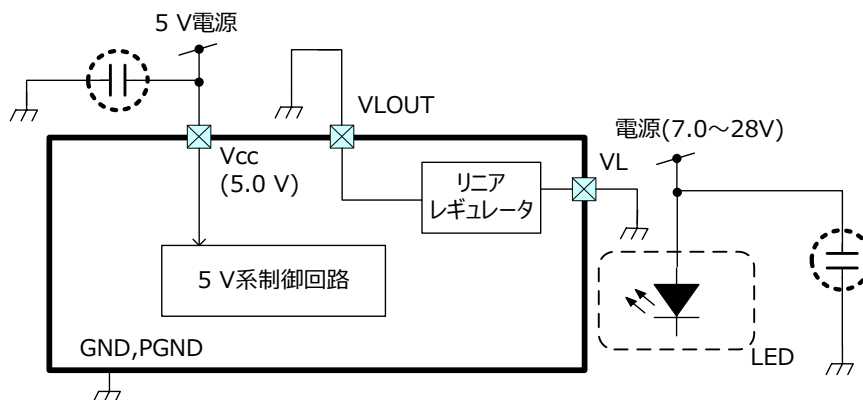 5 V電源
VLOUT
電源(7.0～28V)
Vcc
(5.0 V)
リニア
レギュレータ
VL
5 V系制御回路
GND,PGND
LED